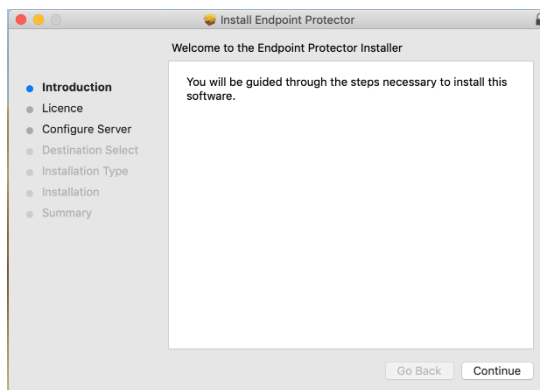 Install Endpoint Protector
Welcome to the Endpoint Protector Installer
Introduction
Licence
Configure Server
Destination Select
Installation Type
Installation
Summary
You will be guided through the steps necessary to install this
software.
Go Back
Continue